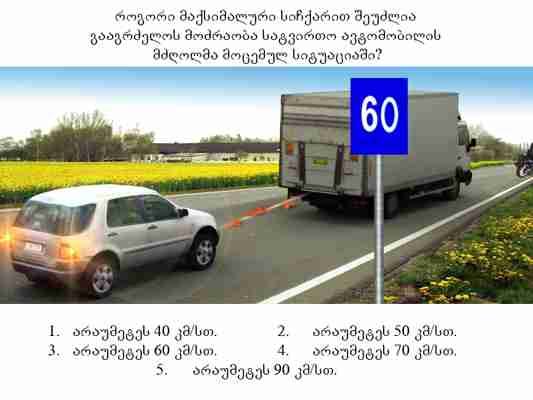 როგორი მაქსიმალური სიჩქარით შეუძლია
გააგრძელოს მოძრაობა სატვირთო ავტომობილის
მძღოლმა მოცემულ სიტუაციაში?
60
1. არაუმეტეს 40 კმ/სთ. 2. არაუმეტეს 50 კმ/სთ.
3. არაუმეტეს 60 კმ/სთ. 4. არაუმეტეს 70 კმ/სთ.
5. არაუმეტეს 90 კმ/სთ.